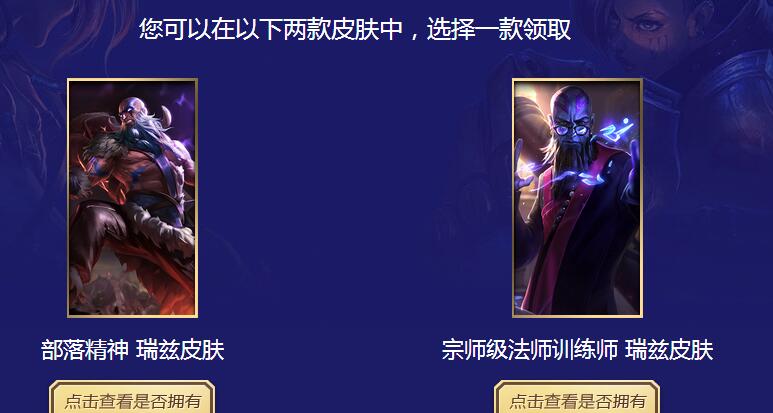 您可以在以下两款皮肤中，选择一款领取
部落精神 瑞兹皮肤
宗师级法师训练师 瑞兹皮肤
点击查看是否拥有
点击查看是否拥有